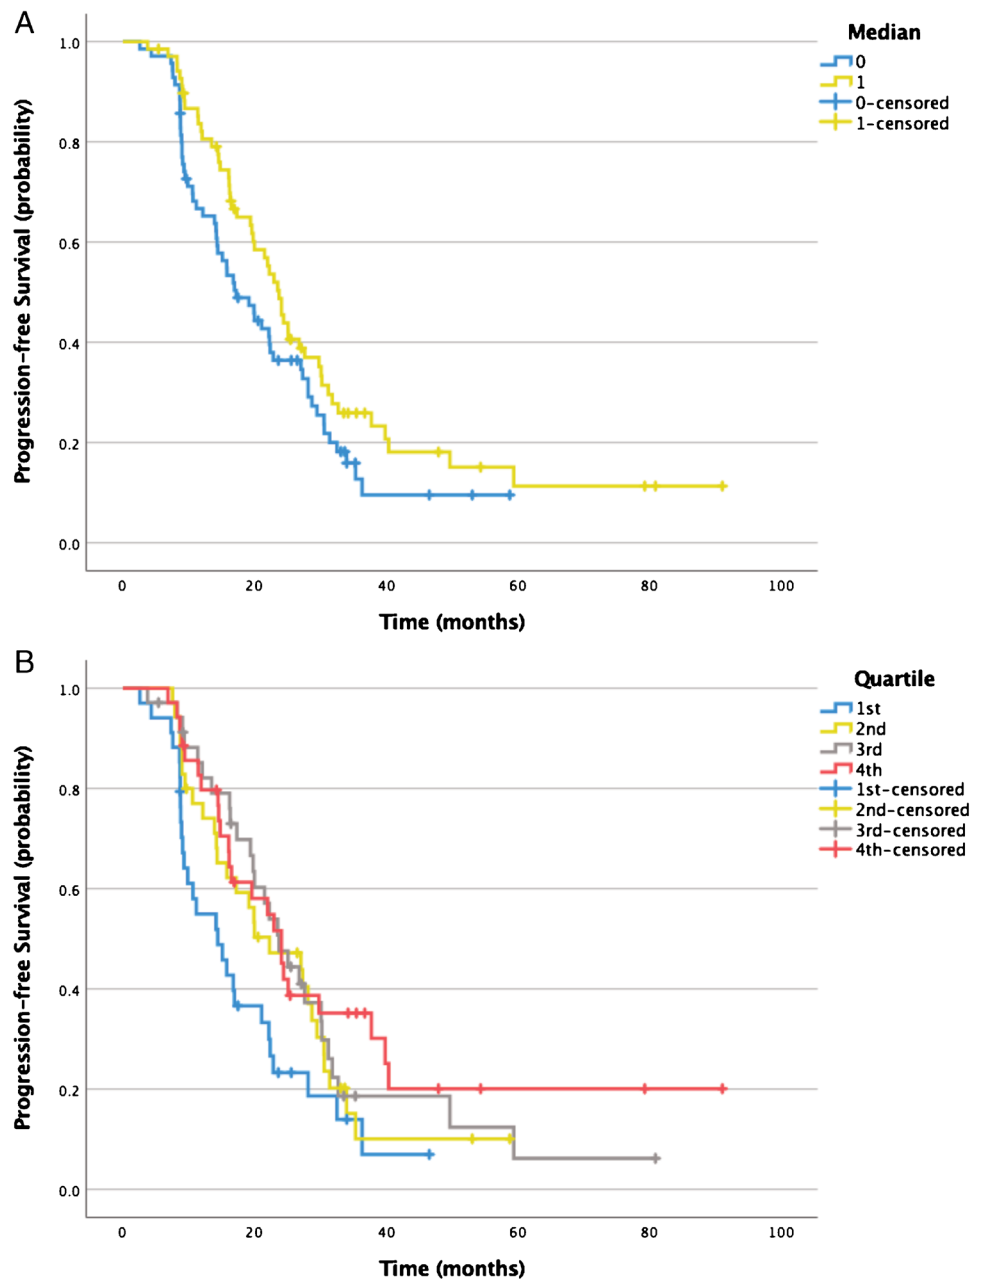 A
Median
0
1
0-censored
1-censored
Progression-free Survival (probability)
1.0
0.8
0.6
0.4
0.2
0.0
0 20 40 60 80 100
Time (months)
B
Quartile
1st
2nd
3rd
4th
1st-censored
2nd-censored
3rd-censored
4th-censored
Progression-free Survival (probability)
1.0
0.8
0.6
0.4
0.2
0.0
0 20 40 60 80 100
Time (months)